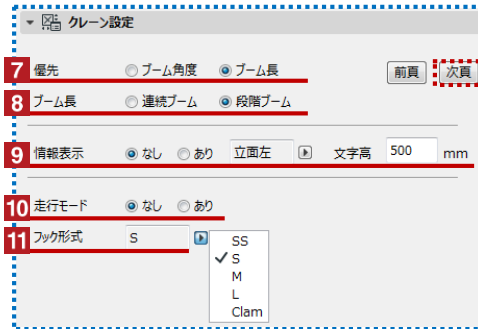 クレーン設定
7 優先 ブーム角度 ブーム長 前頁 次頁
8 ブーム長 連続ブーム 段階ブーム
9 情報表示 なし あり 立面左 文字高 500 mm
10 走行モード なし あり
11 フック形式 S
SS
S
M
L
Clam